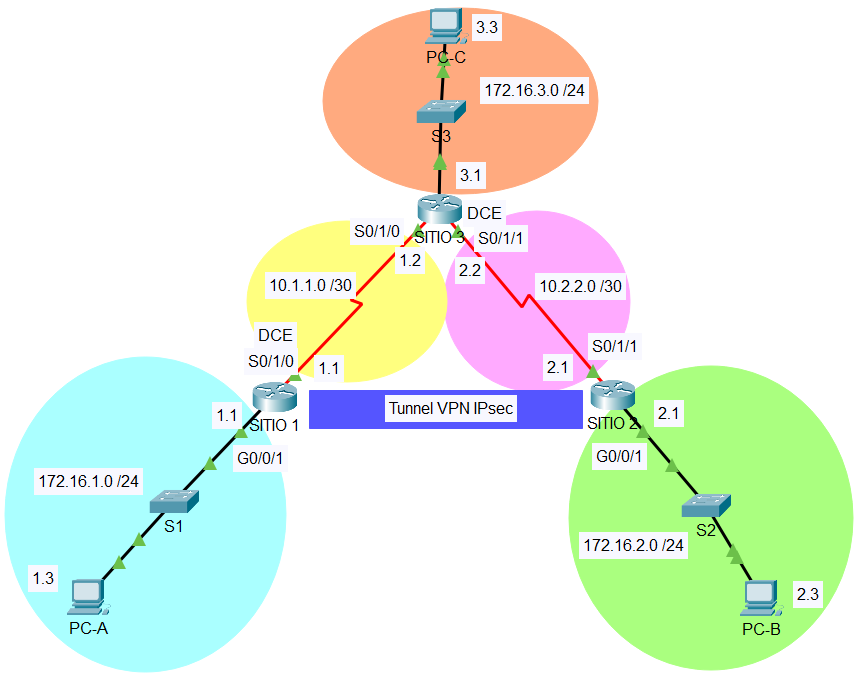 3.3
PC-C
172.16.3.0 /24
S3
3.1
DCE
S0/1/0
SITIO 3
S0/1/1
1.2
2.2
10.1.1.0 /30
10.2.2.0 /30
DCE
S0/1/0
1.1
S0/1/1
2.1
1.1
SITIO 1
Tunnel VPN IPsec
SITIO 2
2.1
G0/0/1
G0/0/1
172.16.1.0 /24
S1
S2
172.16.2.0 /24
1.3
PC-A
2.3
PC-B